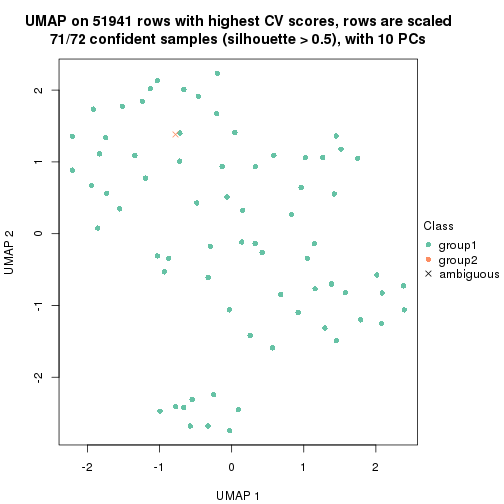 UMAP on 51941 rows with highest CV scores, rows are scaled
71/72 confident samples (silhouette > 0.5), with 10 PCs
2
1
0
-1
-2
UMAP 2
-2 -1 0 1 2
UMAP 1
Class
group1
group2
ambiguous